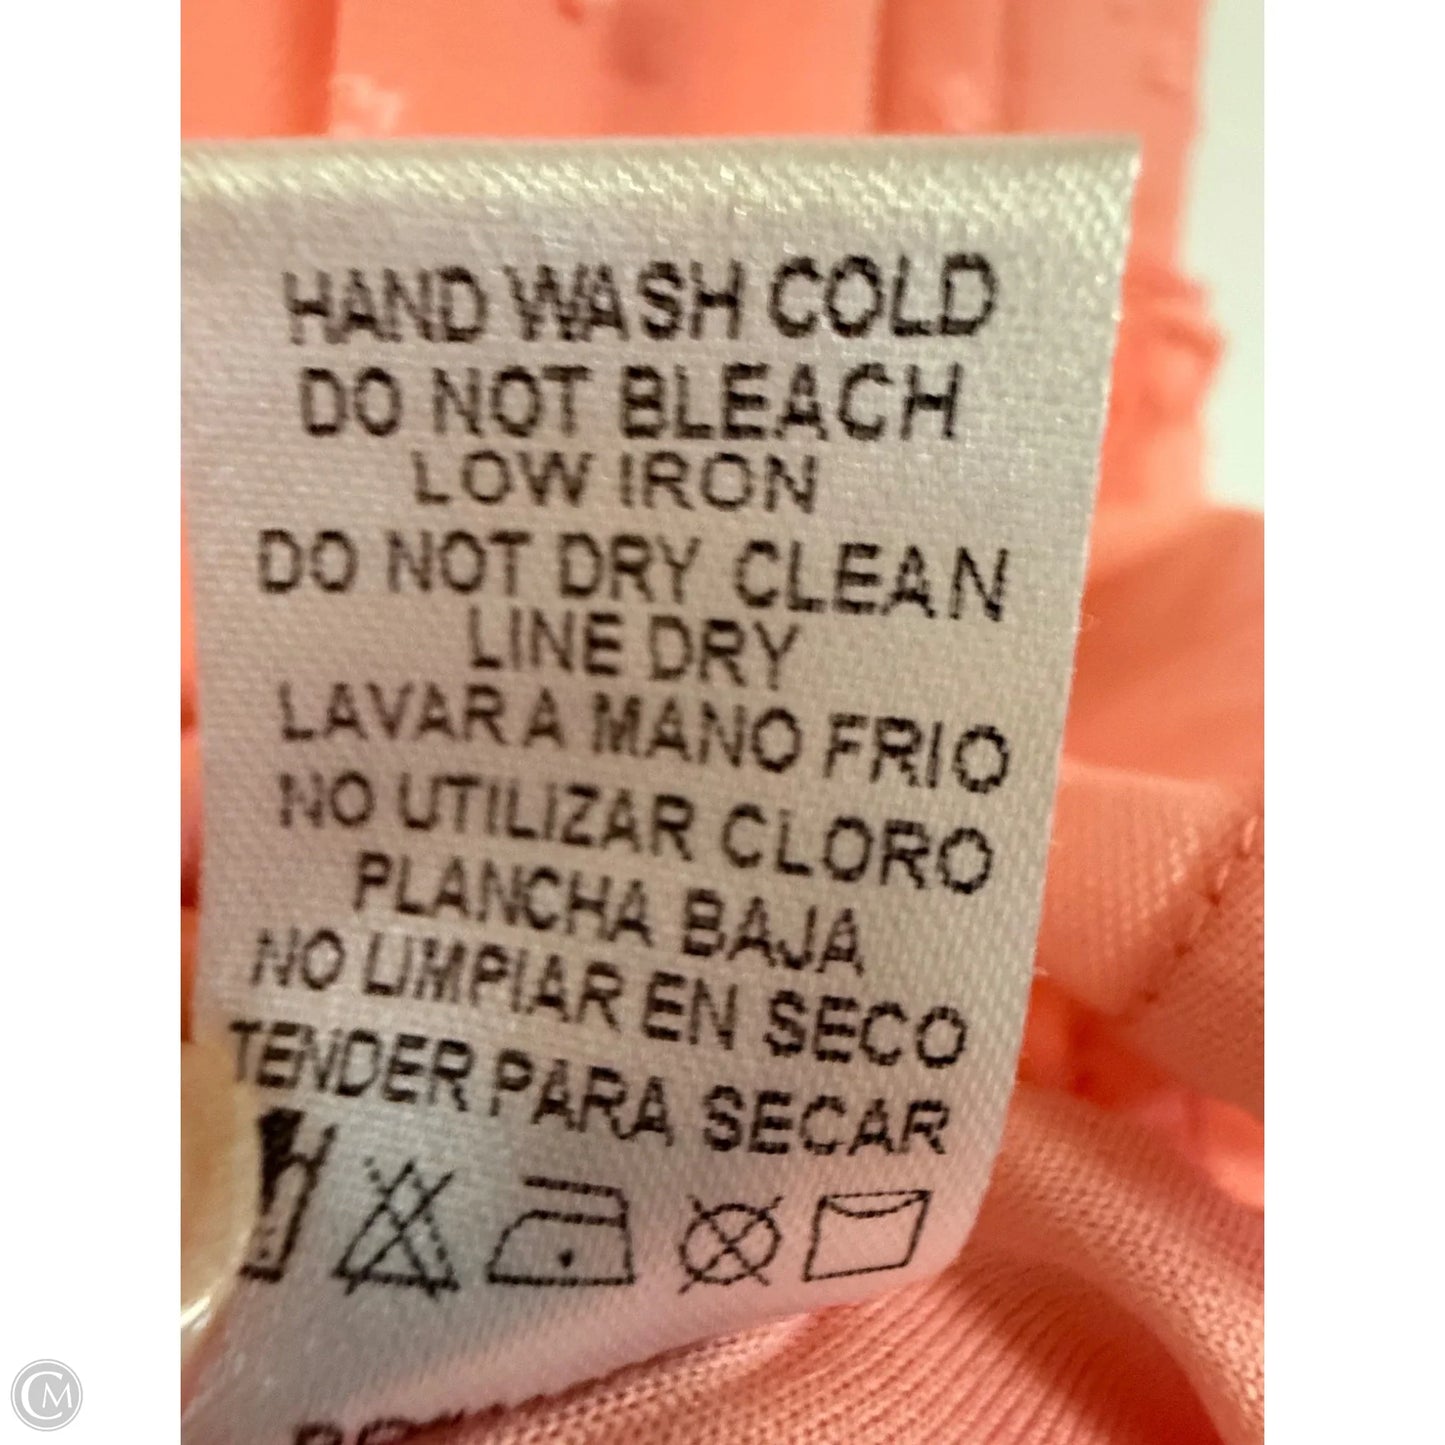 HAND WASH COLD
DO NOT BLEACH
LOW IRON
DO NOT DRY CLEAN
LINE DRY
LAVAR A MANO FRIO
NO UTILIZAR CLORO
PLANCHA BAJA
NO LIMPIAR EN SECO
TENDER PARA SECAR
CM